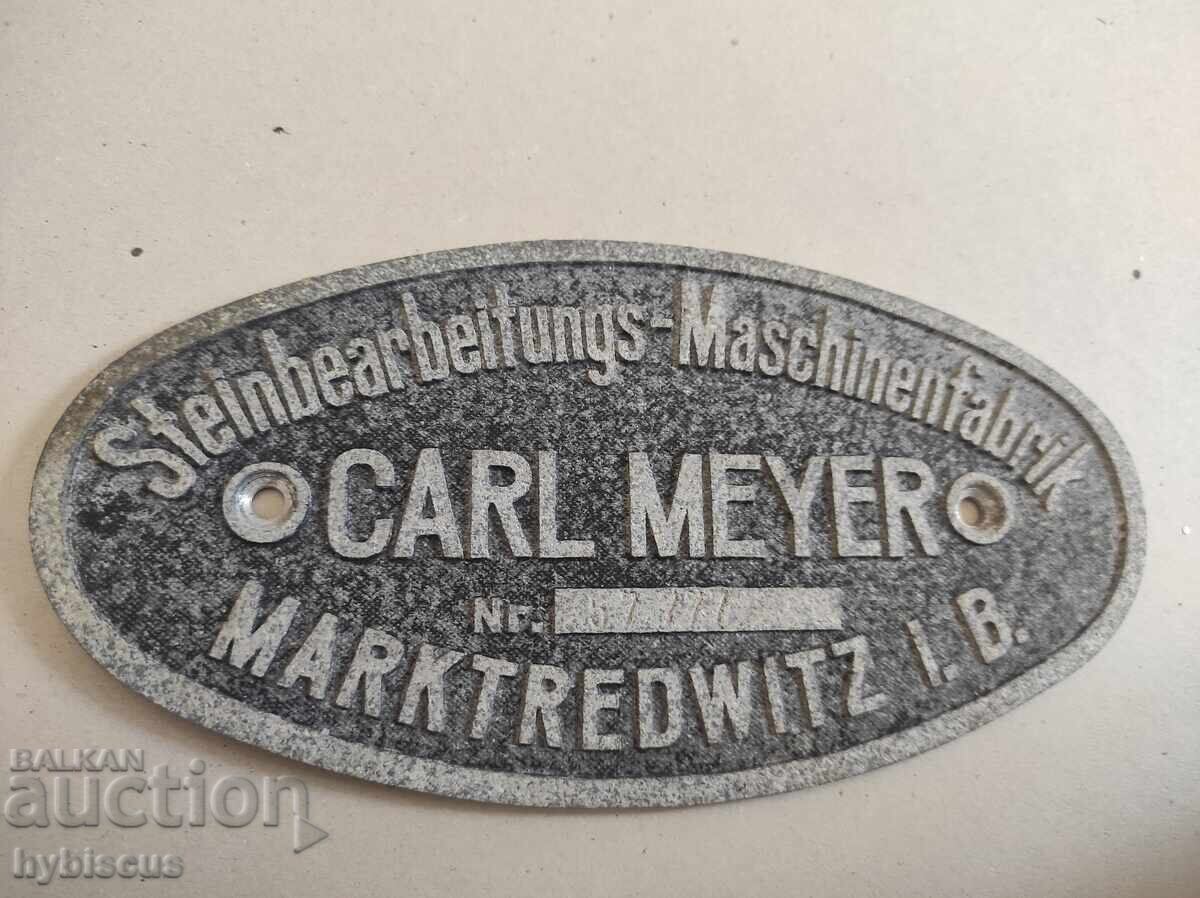 Steinbearbeitungs-Maschinenfabrik
CARL MEYER
Nr.
MARKTREDWITZ I. B.
BALKAN
auction
hybiscus